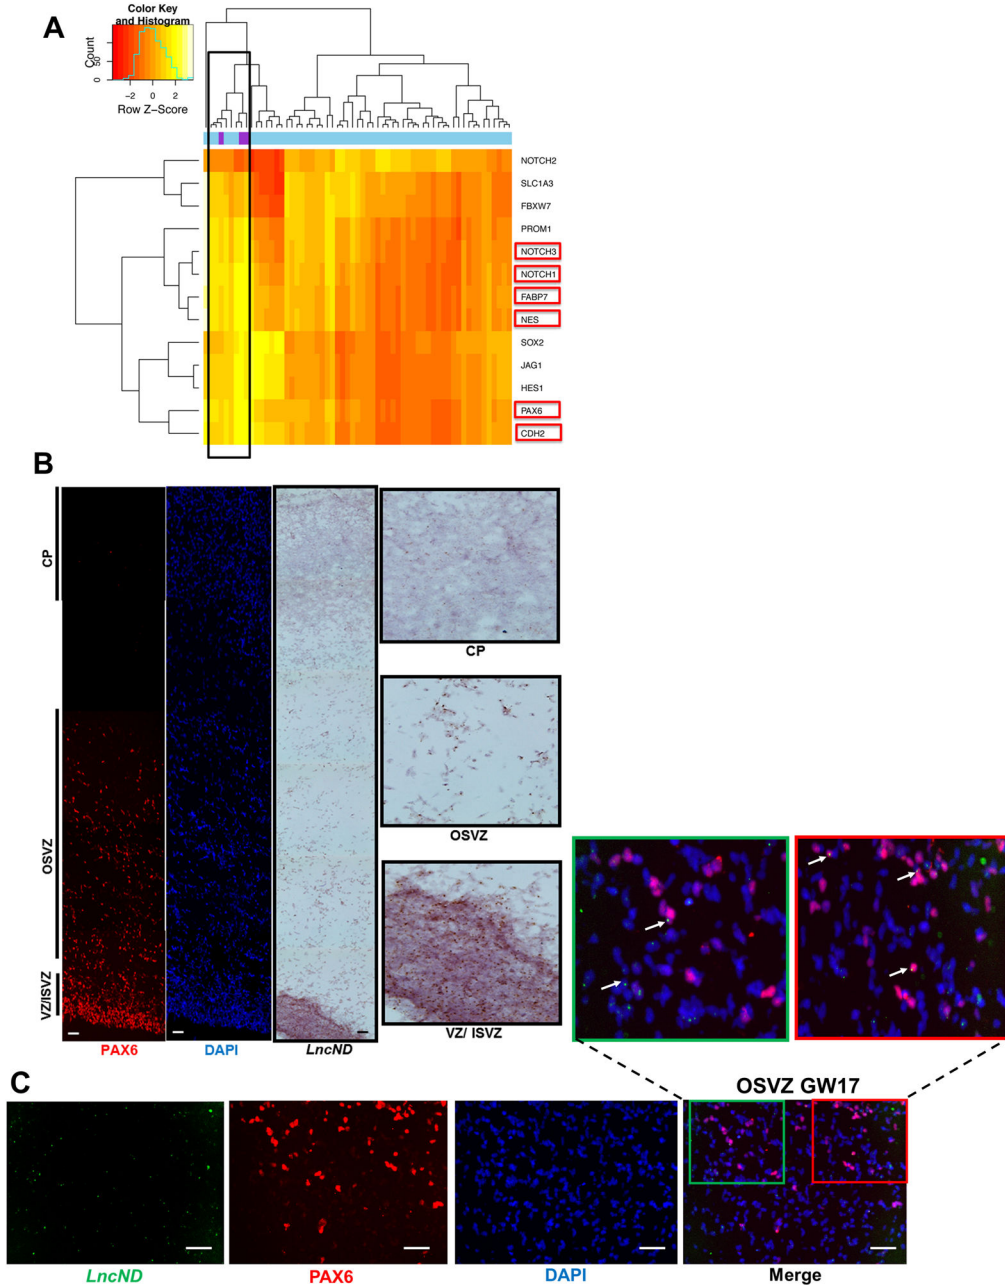 A
Color Key
and Histogram
Count
0
50
−2
0
2
Row Z−Score
NOTCH2
SLC1A3
FBXW7
PROM1
NOTCH3
NOTCH1
FABP7
NES
SOX2
JAG1
HES1
PAX6
CDH2
B
CP
OSVZ
VZ/ISVZ
PAX6
DAPI
LncND
CP
OSVZ
VZ/ ISVZ
C
OSVZ GW17
LncND
PAX6
DAPI
Merge